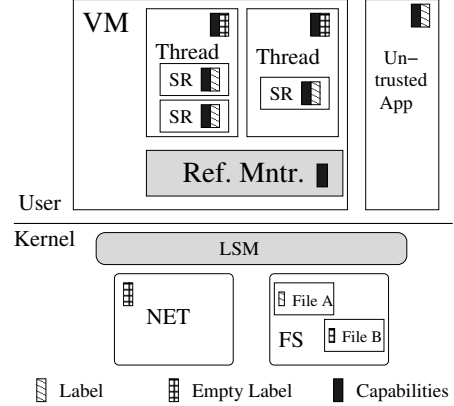 VM
Thread
Thread
SR
SR
SR
Un-
trusted
App
Ref. Mntr.
User
Kernel
LSM
NET
File A
FS
File B
Label
Empty Label
Capabilities